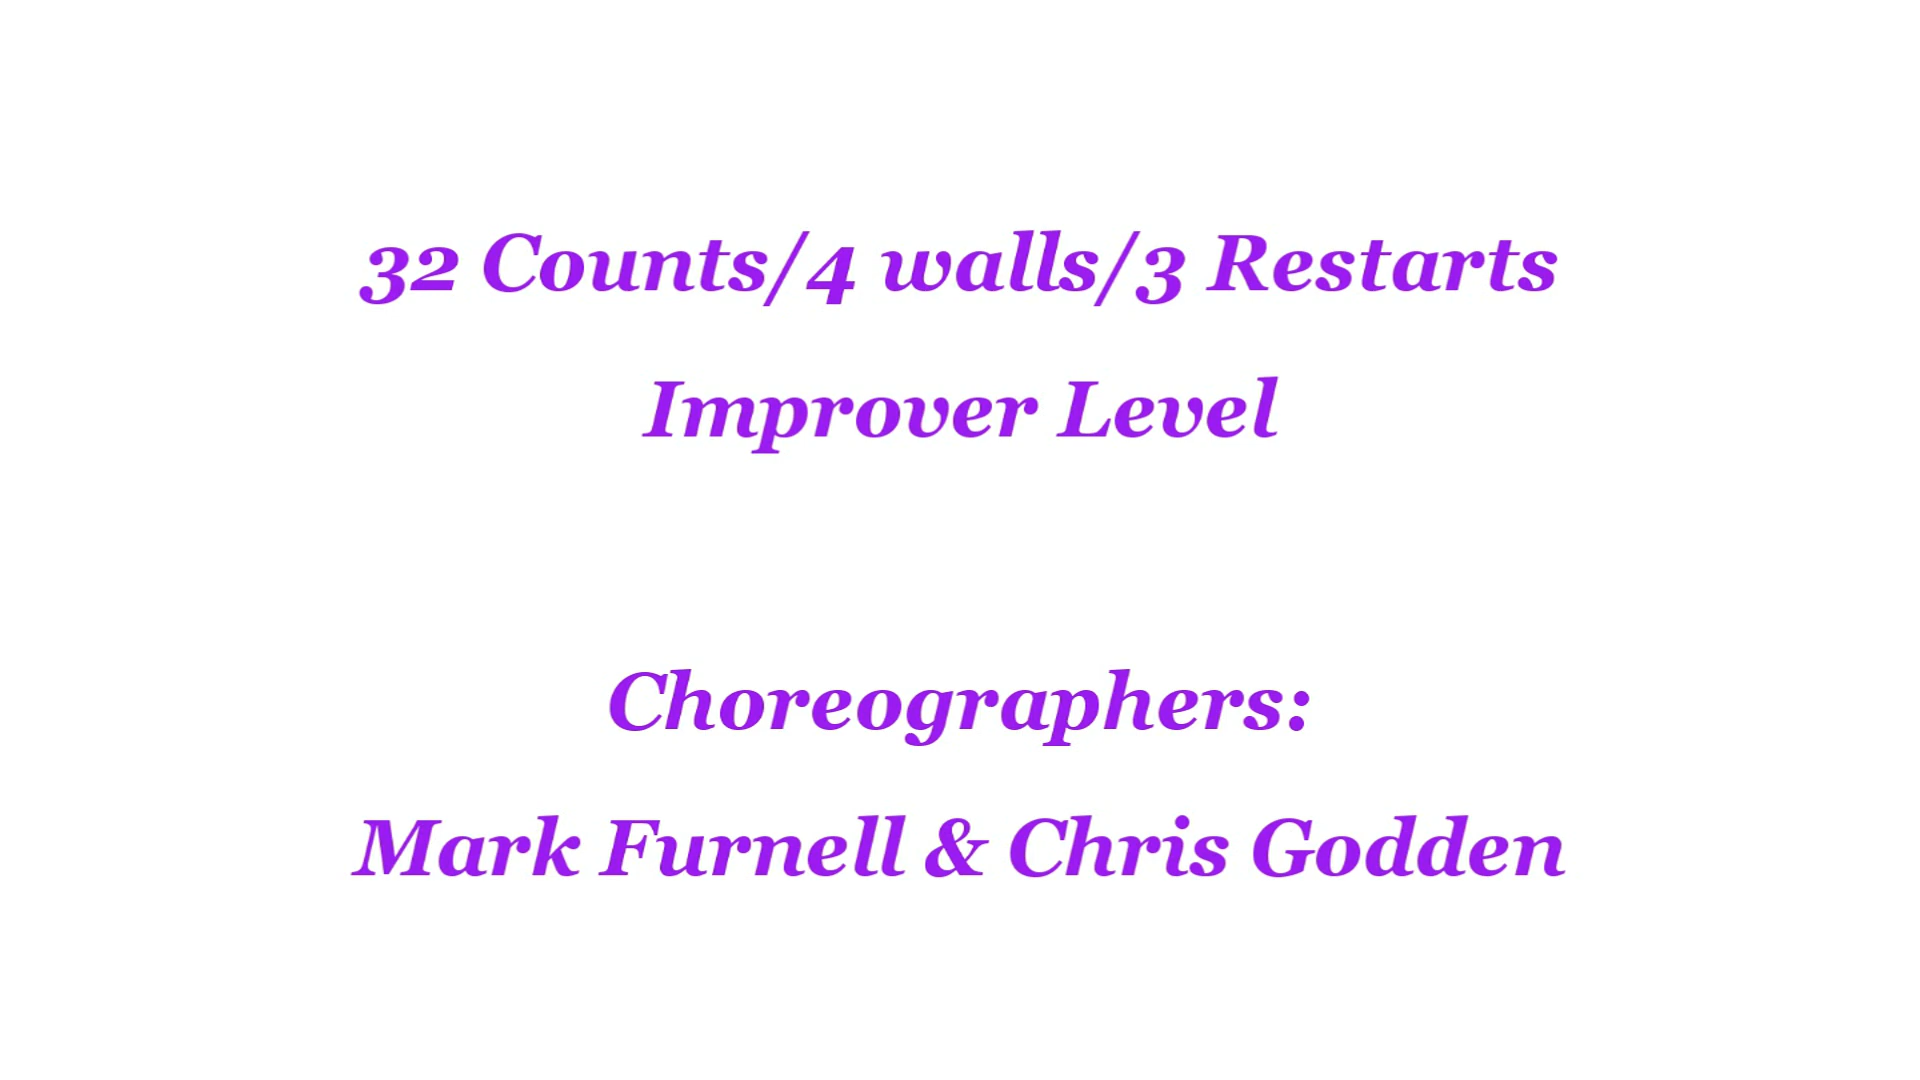 32 Counts/4 walls/3 Restarts
Improver Level
Choreographers:
Mark Furnell & Chris Godden